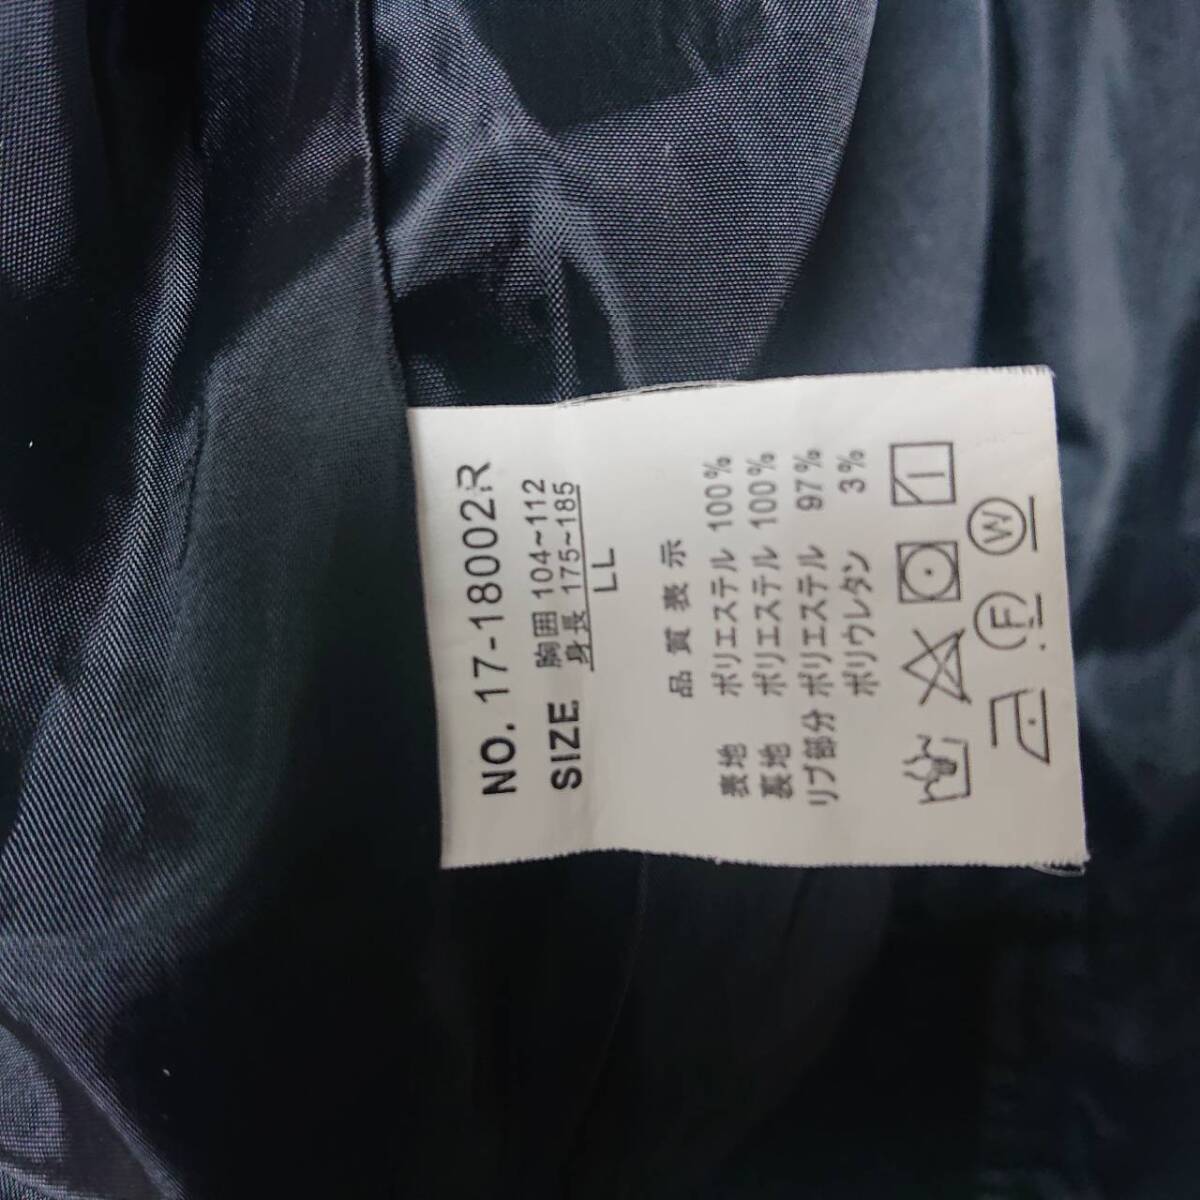 NO. 17-18002R
SIZE 胸囲 104~112
身長 175~185
LL
品質表示
表地 ポリエステル 100%
裏地 ポリエステル 100%
リブ部分 ポリエステル 97%
ポリウレタン 3%
F W